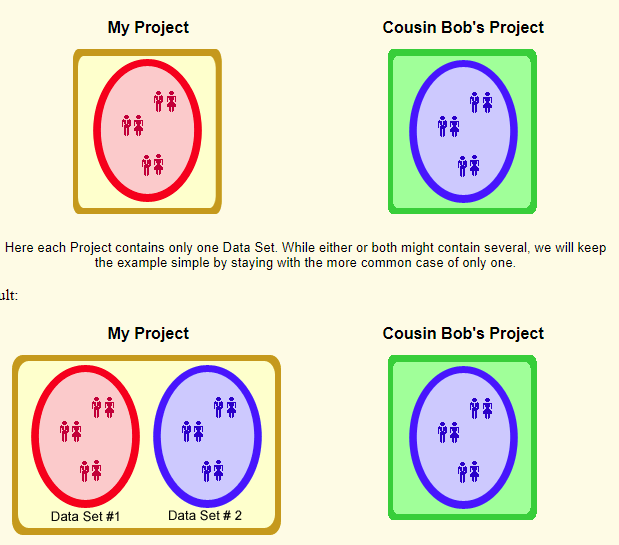 My Project
Cousin Bob's Project
Here each Project contains only one Data Set. While either or both might contain several, we will keep
the example simple by staying with the more common case of only one.
ult:
My Project
Cousin Bob's Project
Data Set #1
Data Set # 2